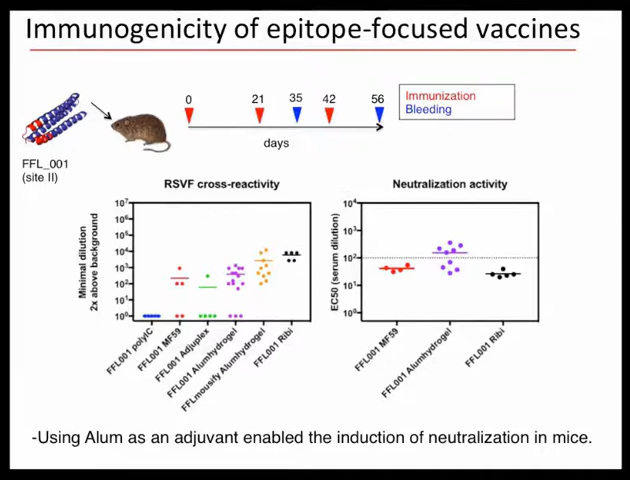 Immunogenicity of epitope-focused vaccines
0 21 35 42 56
Immunization
Bleeding
days
FFL_001
(site II)
RSVF cross-reactivity
Minimal dilution
2x above background
10⁷
10⁶
10⁵
10⁴
10³
10²
10¹
10⁰
FFL001 polyIC
FFL001 MF59
FFL001 Adjuplex
FFL001 Alumhydrogel
FFLmousify Alumhydrogel
FFL001 Ribi
Neutralization activity
EC50 (serum dilution)
10⁴
10³
10²
10¹
10⁰
FFL001 MF59
FFL001 Alumhydrogel
FFL001 Ribi
-Using Alum as an adjuvant enabled the induction of neutralization in mice.